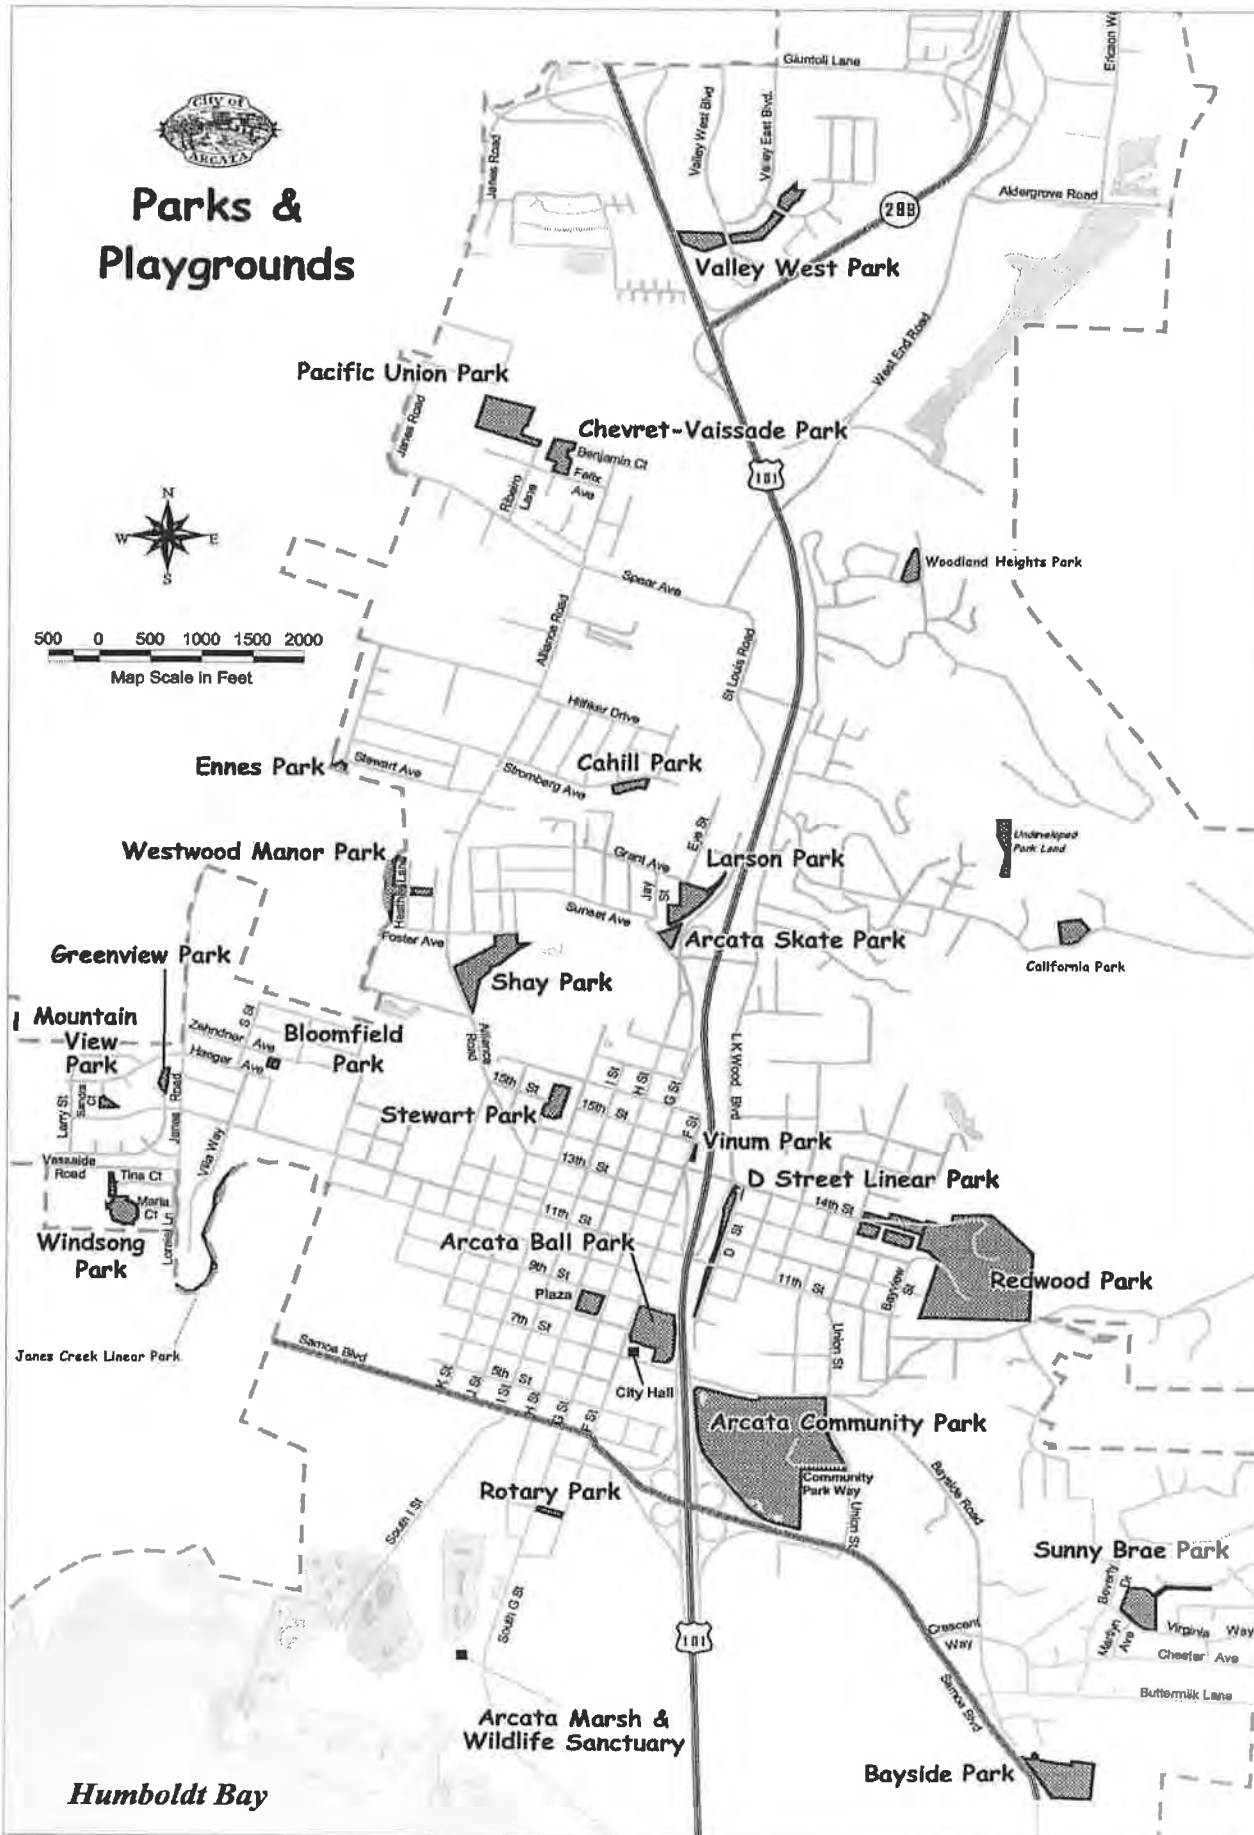 City of
ARCATA
Parks &
Playgrounds
Giuntoli Lane
Janes Road
Valley West Blvd
Valley East Blvd.
Aldergrove Road
299
Valley West Park
West End Road
Pacific Union Park
Janes Road
Chevret-Vaissade Park
Benjamin Ct
Felix
Ave
Ribeiro
Lane
101
N
W E
S
Woodland Heights Park
Spear Ave
Alliance Road
St Louis Road
500 0 500 1000 1500 2000
Map Scale in Feet
Hilfiker Drive
Ennes Park
Stewart Ave
Stromberg Ave
Cahill Park
Eye St
Undeveloped
Park Land
Westwood Manor Park
Heather Lane
Grant Ave
Larson Park
Jay
St
Sunset Ave
Foster Ave
Arcata Skate Park
California Park
Greenview Park
Shay Park
Mountain
View
Park
S St
Zehndner Ave
Haeger Ave
Bloomfield
Park
Alliance
Road
L K Wood Blvd
Larry St
Ct
Janes Road
15th St
15th St
I St
H St
G St
F St
Stewart Park
Vinum Park
Villa Way
Vassaide
Road
Tina Ct
Maria
Ct
13th St
D Street Linear Park
14th St
11th St
D St
Windsong
Park
Arcata Ball Park
9th St
Plaza
11th St
Bayview
St
Redwood Park
7th St
Union St
Janes Creek Linear Park
Samoa Blvd
5th St
City Hall
K St
J St
I St
H St
G St
F St
Arcata Community Park
Community
Park Way
Bayside Road
Union St
Rotary Park
South I St
Sunny Brae Park
Beverly
Dr
South G St
101
Crescent
Way
Virginia Way
Chester Ave
Samoa Blvd
Buttermilk Lane
Arcata Marsh &
Wildlife Sanctuary
Bayside Park
Humboldt Bay